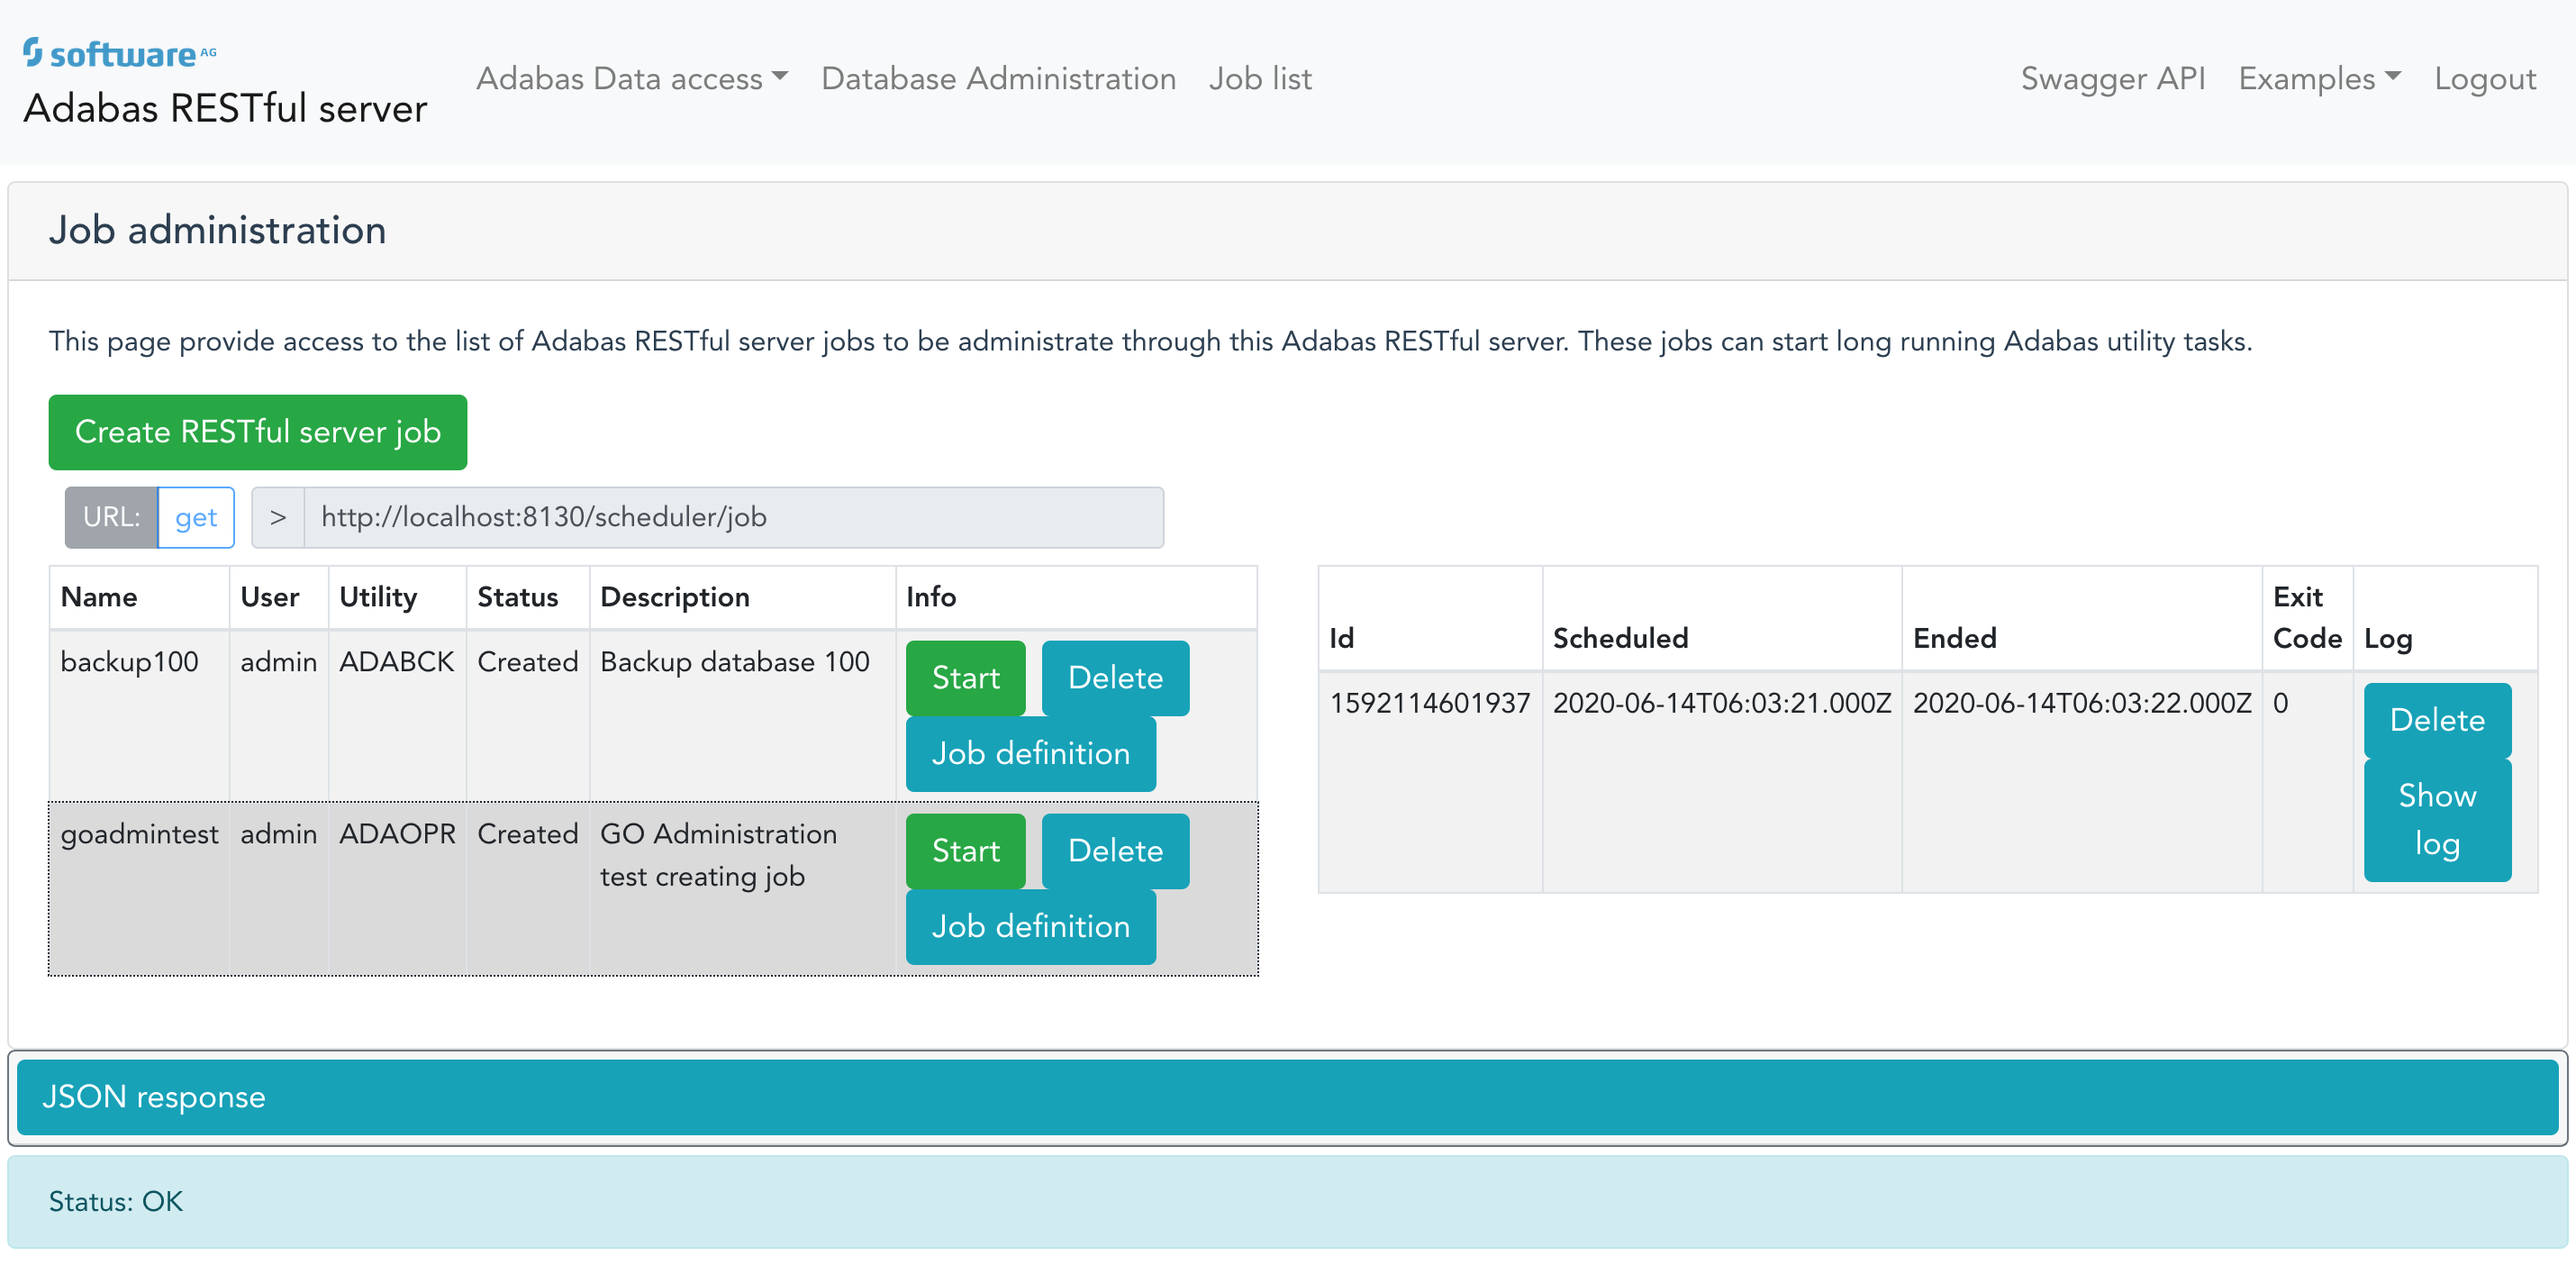 software AG
Adabas RESTful server
Adabas Data access Database Administration Job list
Swagger API Examples Logout
Job administration
This page provide access to the list of Adabas RESTful server jobs to be administrate through this Adabas RESTful server. These jobs can start long running Adabas utility tasks.
Create RESTful server job
URL: get > http://localhost:8130/scheduler/job
Name User Utility Status Description Info
backup100 admin ADABCK Created Backup database 100 Start Delete
Job definition
goadmintest admin ADAOPR Created GO Administration Start Delete
test creating job
Job definition
Exit
Id Scheduled Ended Code Log
1592114601937 2020-06-14T06:03:21.000Z 2020-06-14T06:03:22.000Z 0 Delete
Show
log
JSON response
Status: OK